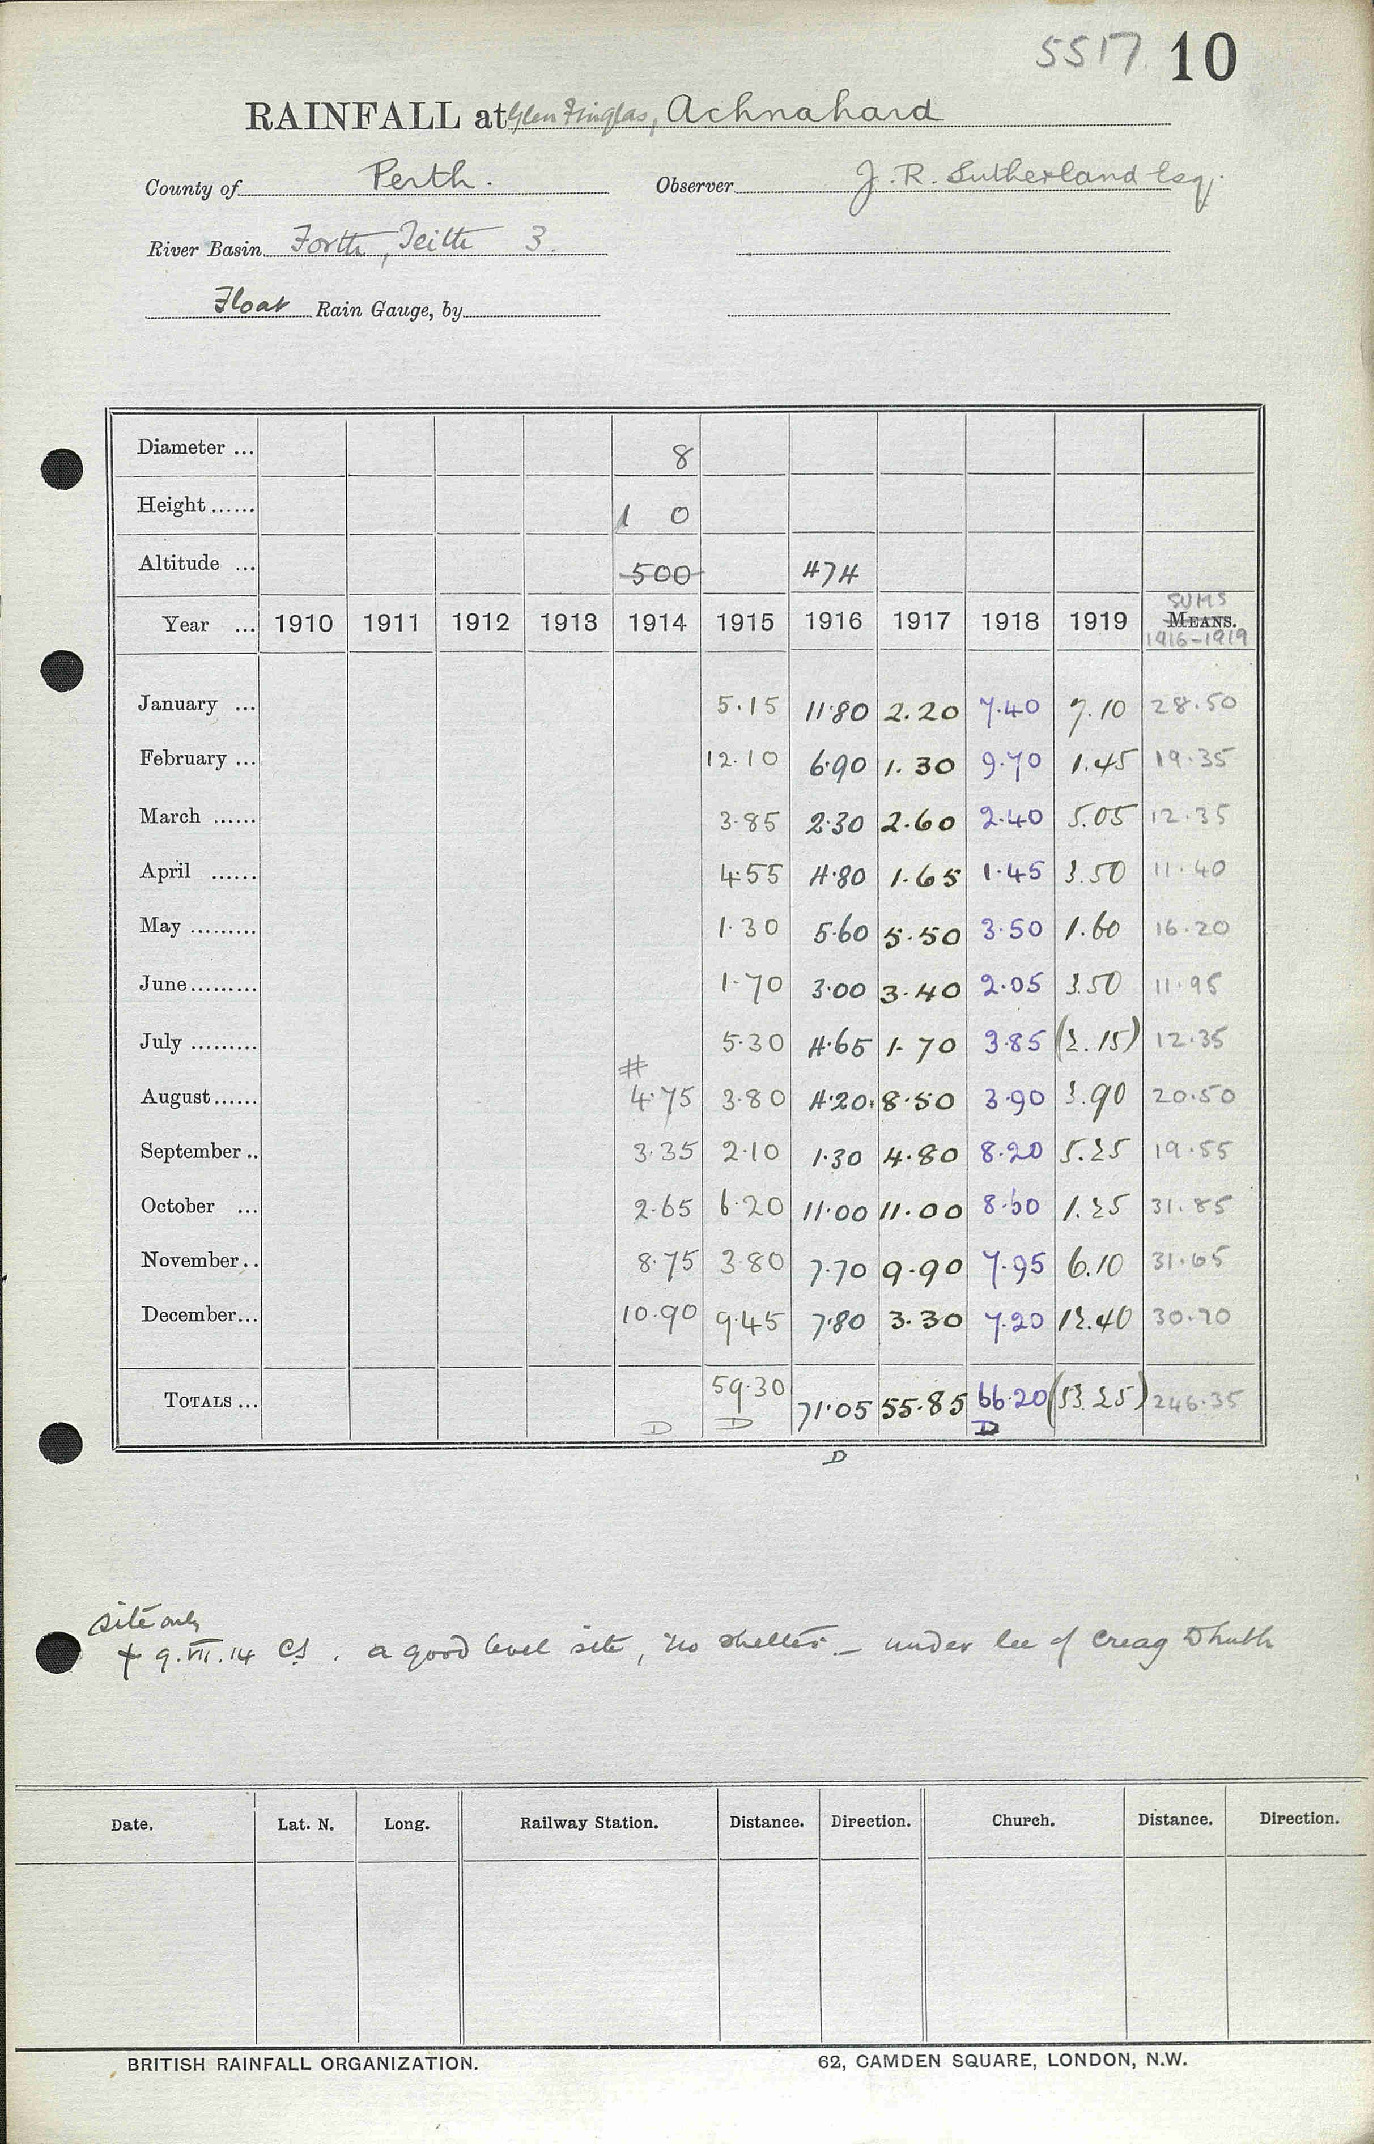 5517 10
RAINFALL at Glen Finglas, Achnahard
County of Perth. Observer J. R. Sutherland Esq.
River Basin Forth, Teith 3.
Float Rain Gauge, by
Diameter ... 8
Height ...... 1 0
Altitude ... 500 474
Year ... 1910 1911 1912 1913 1914 1915 1916 1917 1918 1919 SUMS MEANS. 1916-1919
January ... 5.15 11.80 2.20 7.40 7.10 28.50
February ... 12.10 6.90 1.30 9.70 1.45 19.35
March ...... 3.85 2.30 2.60 2.40 5.05 12.35
April ...... 4.55 4.80 1.65 1.45 3.50 11.40
May ......... 1.30 5.60 5.50 3.50 1.60 16.20
June ......... 1.70 3.00 3.40 2.05 3.50 11.95
July ......... 5.30 4.65 1.70 3.85 (2.15) 12.35
#
August ...... 4.75 3.80 4.20 8.50 3.90 3.90 20.50
September .. 3.35 2.10 1.30 4.80 8.20 5.25 19.55
October ... 2.65 6.20 11.00 11.00 8.60 1.25 31.85
November .. 8.75 3.80 7.70 9.90 7.95 6.10 31.65
December ... 10.90 9.45 7.80 3.30 7.20 12.40 30.70
TOTALS ... 59.30 71.05 55.85 66.20 (53.25) 246.35
D D D
D
site only
+ 9.VII.14 CS. a good level site, no shelter – under lee of Creag Dhubh
Date. Lat. N. Long. Railway Station. Distance. Direction. Church. Distance. Direction.
BRITISH RAINFALL ORGANIZATION. 62, CAMDEN SQUARE, LONDON, N.W.